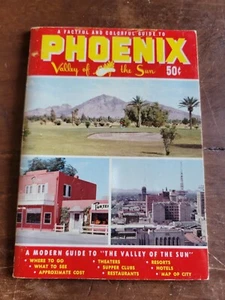 A FACTFUL AND COLORFUL GUIDE TO
PHOENIX
Valley of the Sun 50¢
A MODERN GUIDE TO "THE VALLEY OF THE SUN"
• WHERE TO GO • THEATERS • RESORTS
• WHAT TO SEE • SUPPER CLUBS • HOTELS
• APPROXIMATE COST • RESTAURANTS • MAP OF CITY